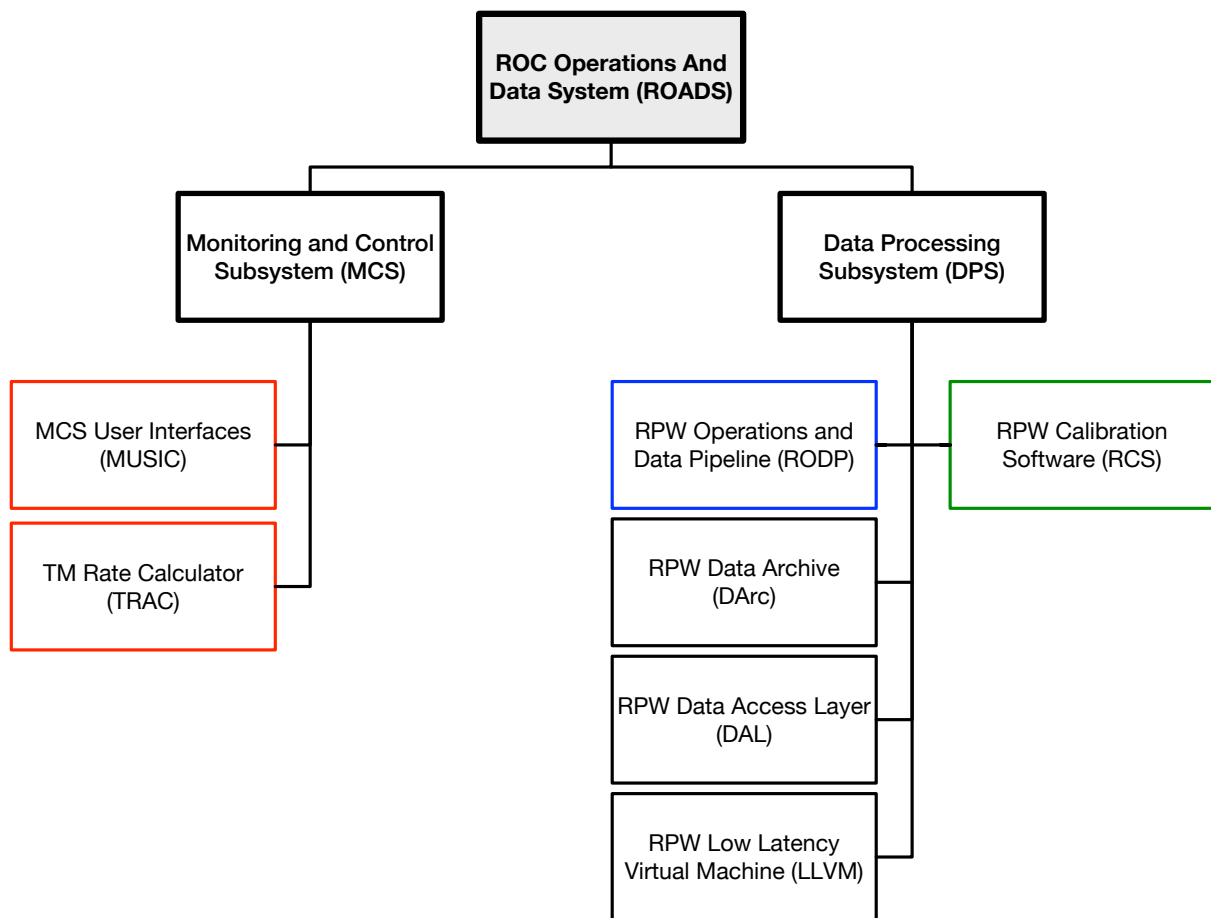 ROC Operations And
Data System (ROADS)
Monitoring and Control
Subsystem (MCS)
Data Processing
Subsystem (DPS)
MCS User Interfaces
(MUSIC)
RPW Operations and
Data Pipeline (RODP)
RPW Calibration
Software (RCS)
TM Rate Calculator
(TRAC)
RPW Data Archive
(DArc)
RPW Data Access Layer
(DAL)
RPW Low Latency
Virtual Machine (LLVM)